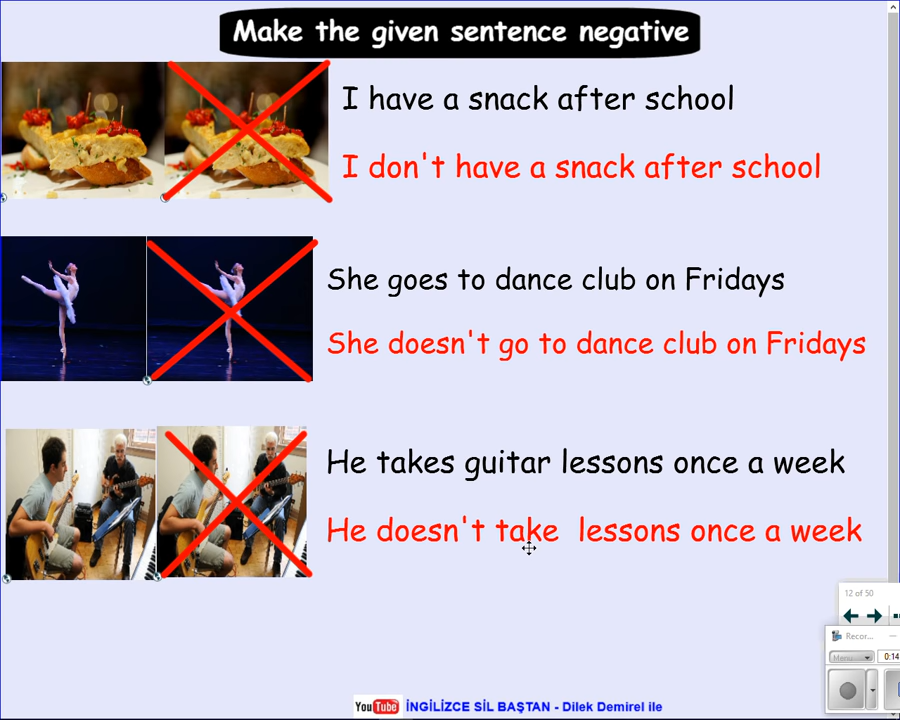 Make the given sentence negative
I have a snack after school
I don't have a snack after school
She goes to dance club on Fridays
She doesn't go to dance club on Fridays
He takes guitar lessons once a week
He doesn't take lessons once a week
12 of 50
Recor...
Menu
0:14
YouTube İNGİLİZCE SİL BAŞTAN - Dilek Demirel ile